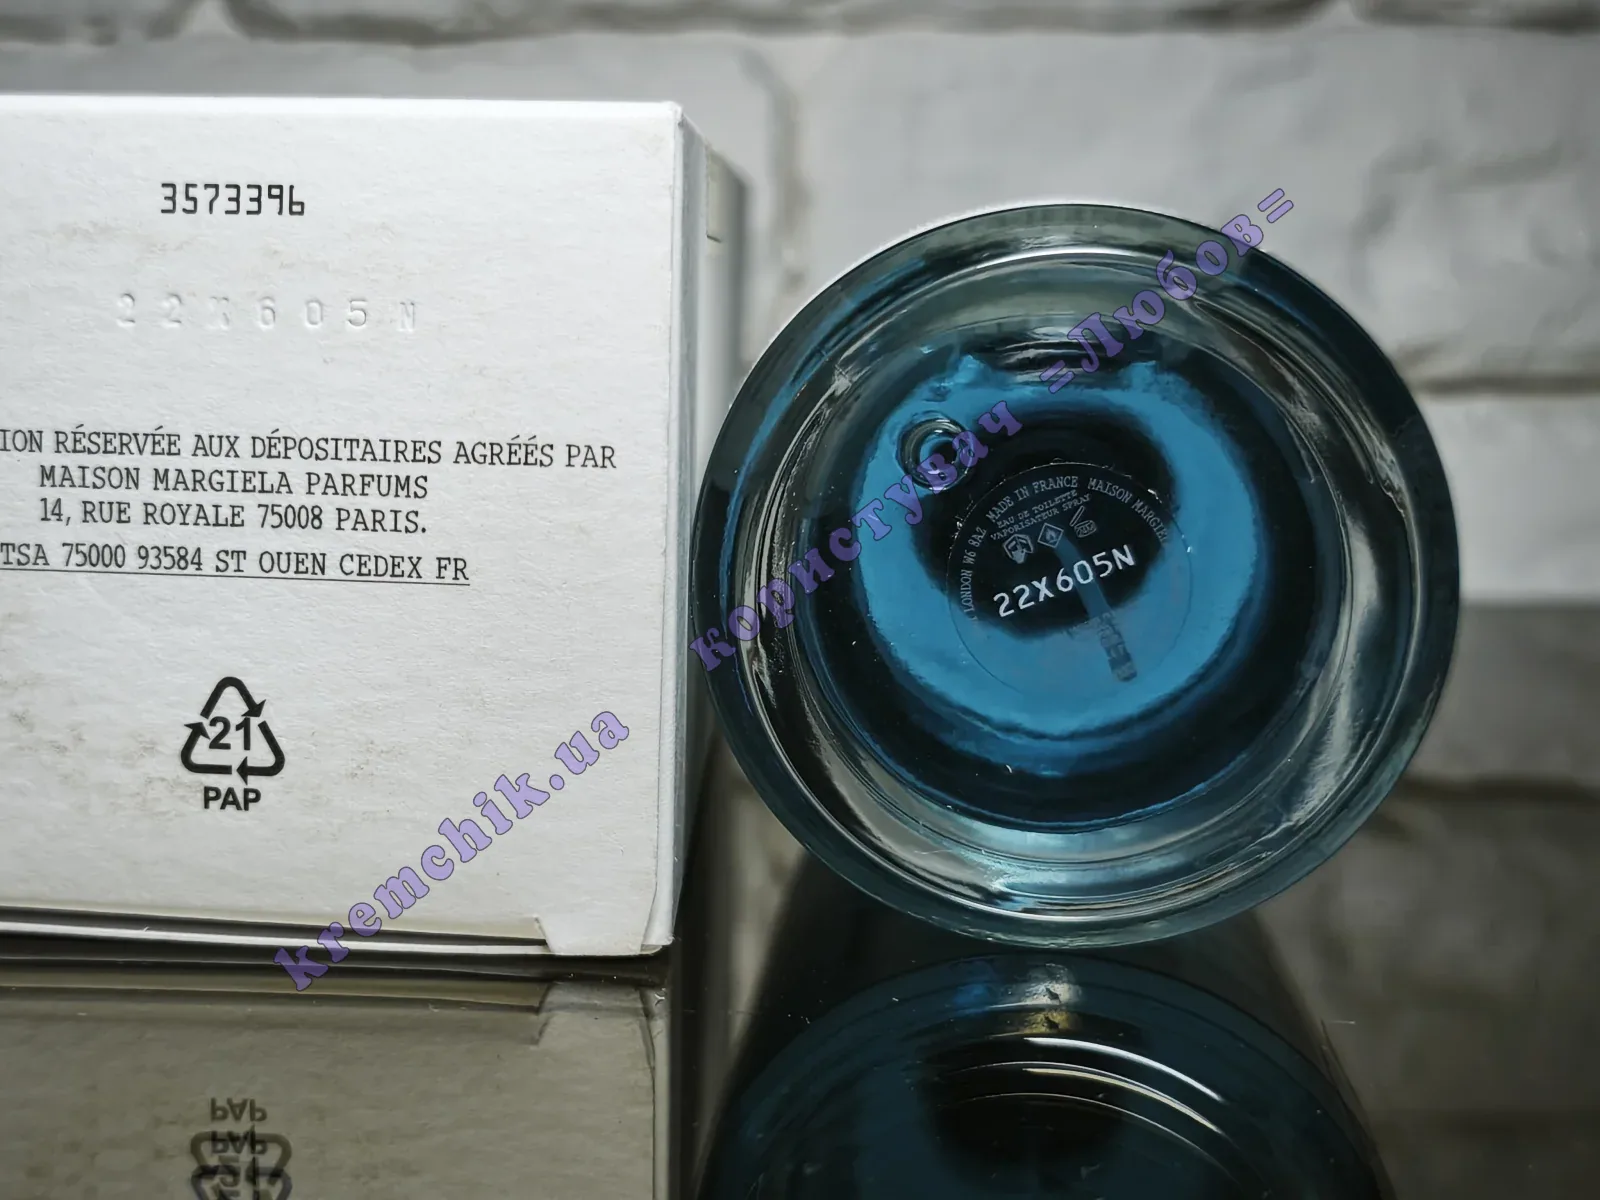 3573396
22X605N
ION RÉSERVÉE AUX DÉPOSITAIRES AGRÉÉS PAR
MAISON MARGIELA PARFUMS
14, RUE ROYALE 75008 PARIS.
TSA 75000 93584 ST OUEN CEDEX FR
21
PAP
LONDON W6 8AZ MADE IN FRANCE MAISON MARGIEL
EAU DE TOILETTE
VAPORISATEUR SPRAY
22X605N
користувач =Любов=
kremchik.ua